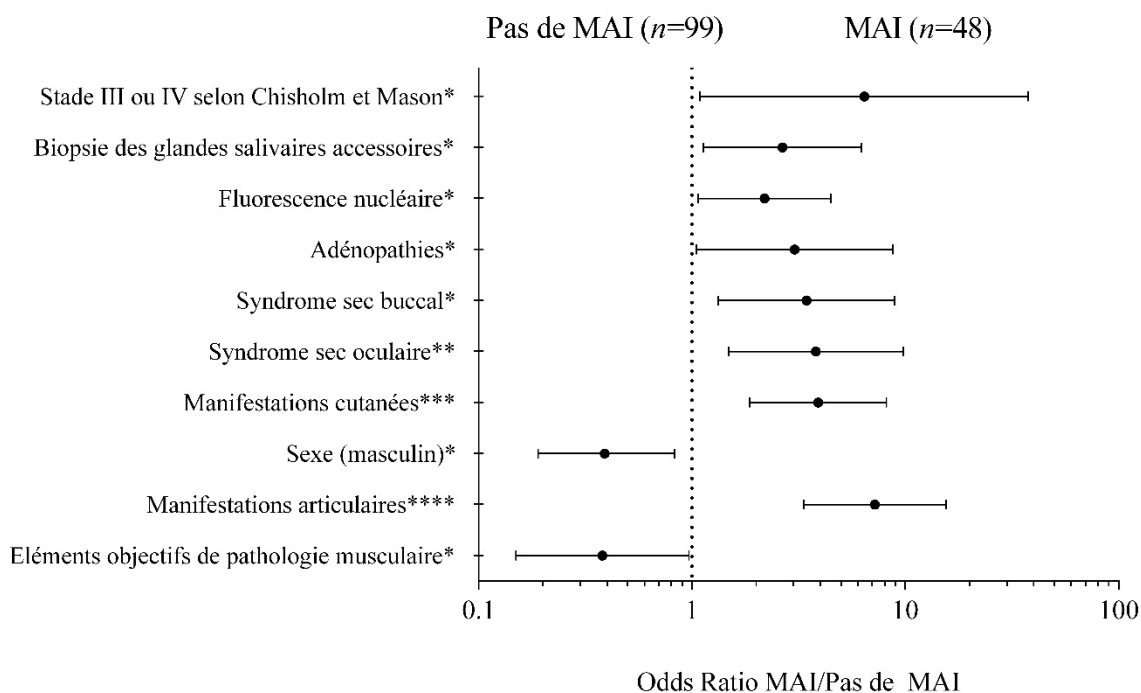 Pas de MAI (n=99) MAI (n=48)
Stade III ou IV selon Chisholm et Mason*
Biopsie des glandes salivaires accessoires*
Fluorescence nucléaire*
Adénopathies*
Syndrome sec buccal*
Syndrome sec oculaire**
Manifestations cutanées***
Sexe (masculin)*
Manifestations articulaires****
Eléments objectifs de pathologie musculaire*
0.1 1 10 100
Odds Ratio MAI/Pas de MAI